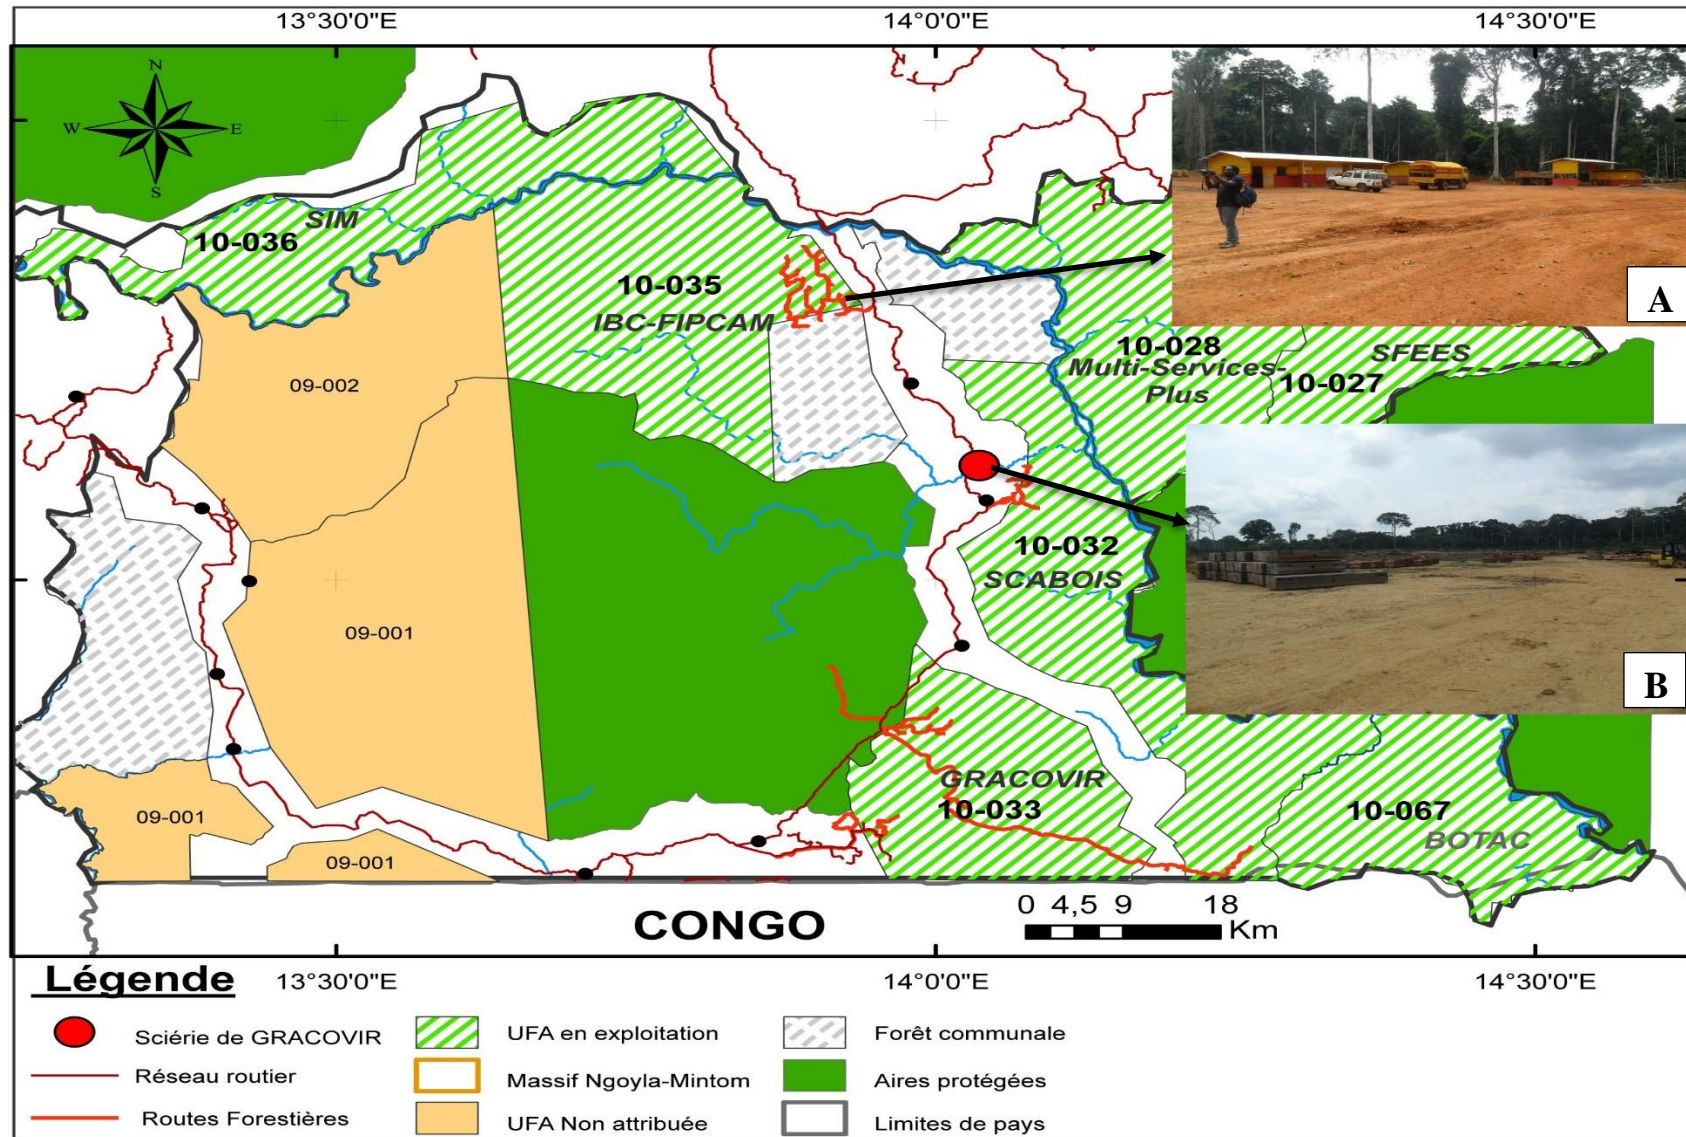 13°30'0"E
14°0'0"E
14°30'0"E
N
W
E
S
SIM
10-036
10-035
IBC-FIPCAM
A
10-028
Multi-Services-
Plus
SFEES
10-027
09-002
10-032
SCABOIS
09-001
B
GRACOVIR
10-033
10-067
BOTAC
09-001
09-001
CONGO
0 4,5 9 18
Km
Légende
13°30'0"E
14°0'0"E
14°30'0"E
Sciérie de GRACOVIR
UFA en exploitation
Forêt communale
Réseau routier
Massif Ngoyla-Mintom
Aires protégées
Routes Forestières
UFA Non attribuée
Limites de pays